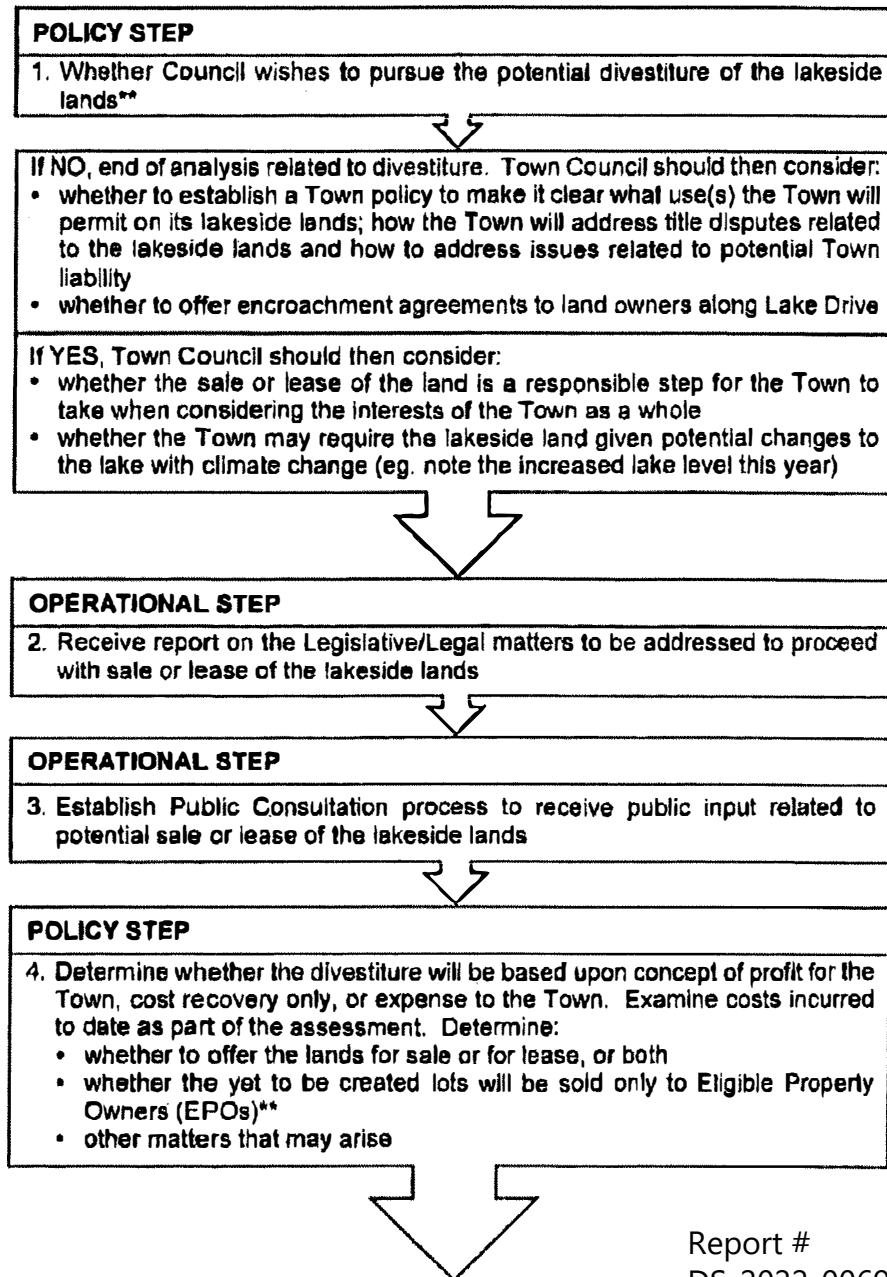 POLICY STEP
1. Whether Council wishes to pursue the potential divestiture of the lakeside
lands**
If NO, end of analysis related to divestiture. Town Council should then consider:
• whether to establish a Town policy to make it clear what use(s) the Town will
permit on its lakeside lands; how the Town will address title disputes related
to the lakeside lands and how to address issues related to potential Town
liability
• whether to offer encroachment agreements to land owners along Lake Drive
If YES, Town Council should then consider:
• whether the sale or lease of the land is a responsible step for the Town to
take when considering the interests of the Town as a whole
• whether the Town may require the lakeside land given potential changes to
the lake with climate change (eg. note the increased lake level this year)
OPERATIONAL STEP
2. Receive report on the Legislative/Legal matters to be addressed to proceed
with sale or lease of the lakeside lands
OPERATIONAL STEP
3. Establish Public Consultation process to receive public input related to
potential sale or lease of the lakeside lands
POLICY STEP
4. Determine whether the divestiture will be based upon concept of profit for the
Town, cost recovery only, or expense to the Town. Examine costs incurred
to date as part of the assessment. Determine:
• whether to offer the lands for sale or for lease, or both
• whether the yet to be created lots will be sold only to Eligible Property
Owners (EPOs)**
• other matters that may arise
Report #